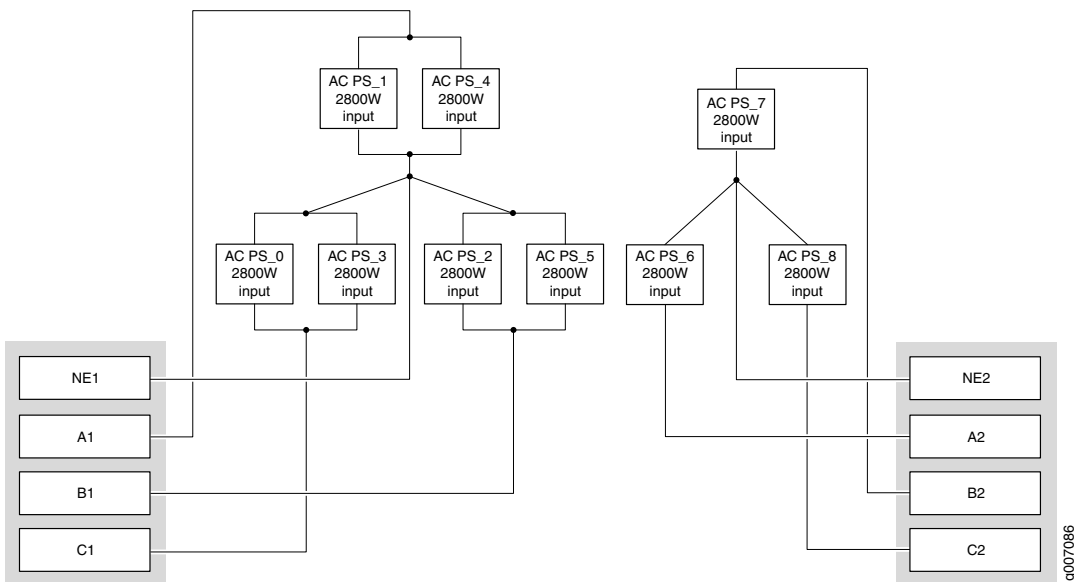 AC PS_1
2800W
input
AC PS_4
2800W
input
AC PS_7
2800W
input
AC PS_0
2800W
input
AC PS_3
2800W
input
AC PS_2
2800W
input
AC PS_5
2800W
input
AC PS_6
2800W
input
AC PS_8
2800W
input
NE1
A1
B1
C1
NE2
A2
B2
C2
g007086